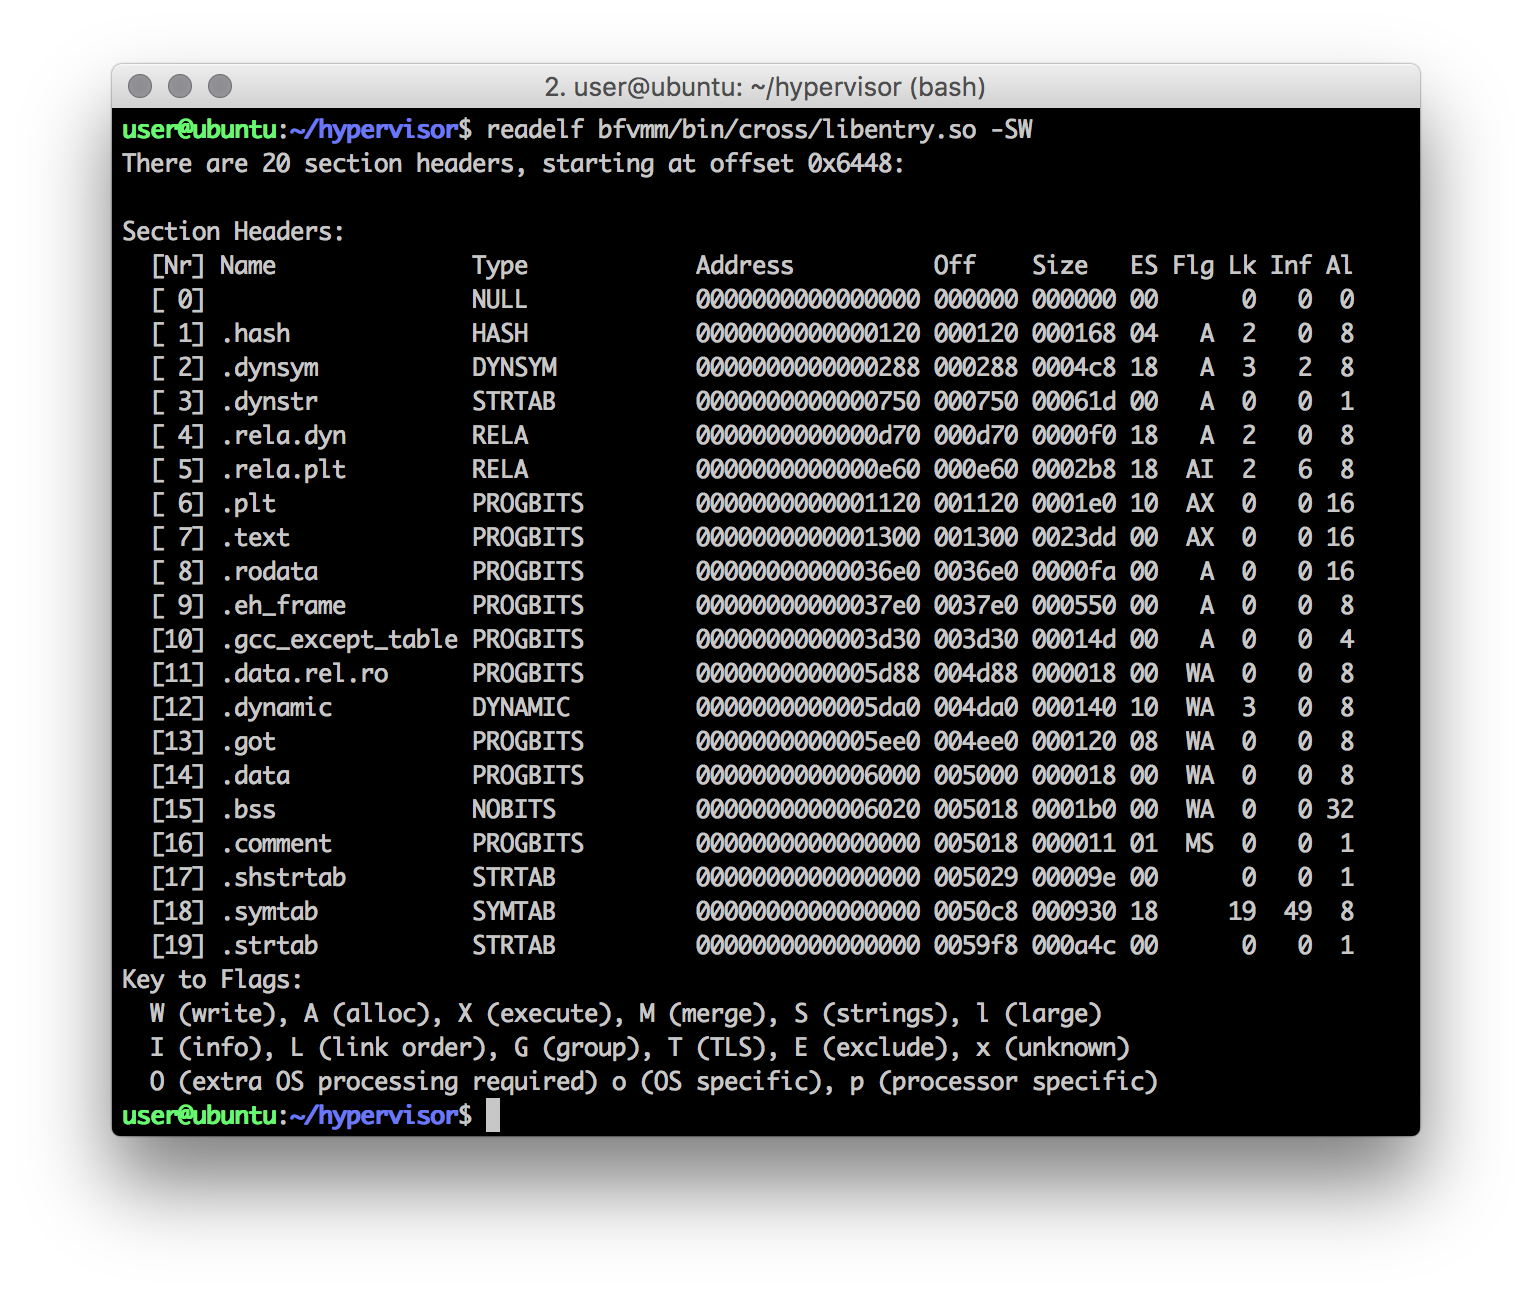 2. user@ubuntu: ~/hypervisor (bash)
user@ubuntu:~/hypervisor$ readelf bfvmm/bin/cross/libentry.so -SW
There are 20 section headers, starting at offset 0x6448:

Section Headers:
  [Nr] Name              Type            Address          Off    Size   ES Flg Lk Inf Al
  [ 0]                   NULL            0000000000000000 000000 000000 00      0   0  0
  [ 1] .hash             HASH            0000000000000120 000120 000168 04   A  2   0  8
  [ 2] .dynsym           DYNSYM          0000000000000288 000288 0004c8 18   A  3   2  8
  [ 3] .dynstr           STRTAB          0000000000000750 000750 00061d 00   A  0   0  1
  [ 4] .rela.dyn         RELA            0000000000000d70 000d70 0000f0 18   A  2   0  8
  [ 5] .rela.plt         RELA            0000000000000e60 000e60 0002b8 18  AI  2   6  8
  [ 6] .plt              PROGBITS        0000000000001120 001120 0001e0 10  AX  0   0 16
  [ 7] .text             PROGBITS        0000000000001300 001300 0023dd 00  AX  0   0 16
  [ 8] .rodata           PROGBITS        00000000000036e0 0036e0 0000fa 00   A  0   0 16
  [ 9] .eh_frame         PROGBITS        00000000000037e0 0037e0 000550 00   A  0   0  8
  [10] .gcc_except_table PROGBITS        0000000000003d30 003d30 00014d 00   A  0   0  4
  [11] .data.rel.ro      PROGBITS        0000000000005d88 004d88 000018 00  WA  0   0  8
  [12] .dynamic          DYNAMIC         0000000000005da0 004da0 000140 10  WA  3   0  8
  [13] .got              PROGBITS        0000000000005ee0 004ee0 000120 08  WA  0   0  8
  [14] .data             PROGBITS        0000000000006000 005000 000018 00  WA  0   0  8
  [15] .bss              NOBITS          0000000000006020 005018 0001b0 00  WA  0   0 32
  [16] .comment          PROGBITS        0000000000000000 005018 000011 01  MS  0   0  1
  [17] .shstrtab         STRTAB          0000000000000000 005029 00009e 00      0   0  1
  [18] .symtab           SYMTAB          0000000000000000 0050c8 000930 18     19  49  8
  [19] .strtab           STRTAB          0000000000000000 0059f8 000a4c 00      0   0  1
Key to Flags:
  W (write), A (alloc), X (execute), M (merge), S (strings), l (large)
  I (info), L (link order), G (group), T (TLS), E (exclude), x (unknown)
  O (extra OS processing required) o (OS specific), p (processor specific)
user@ubuntu:~/hypervisor$